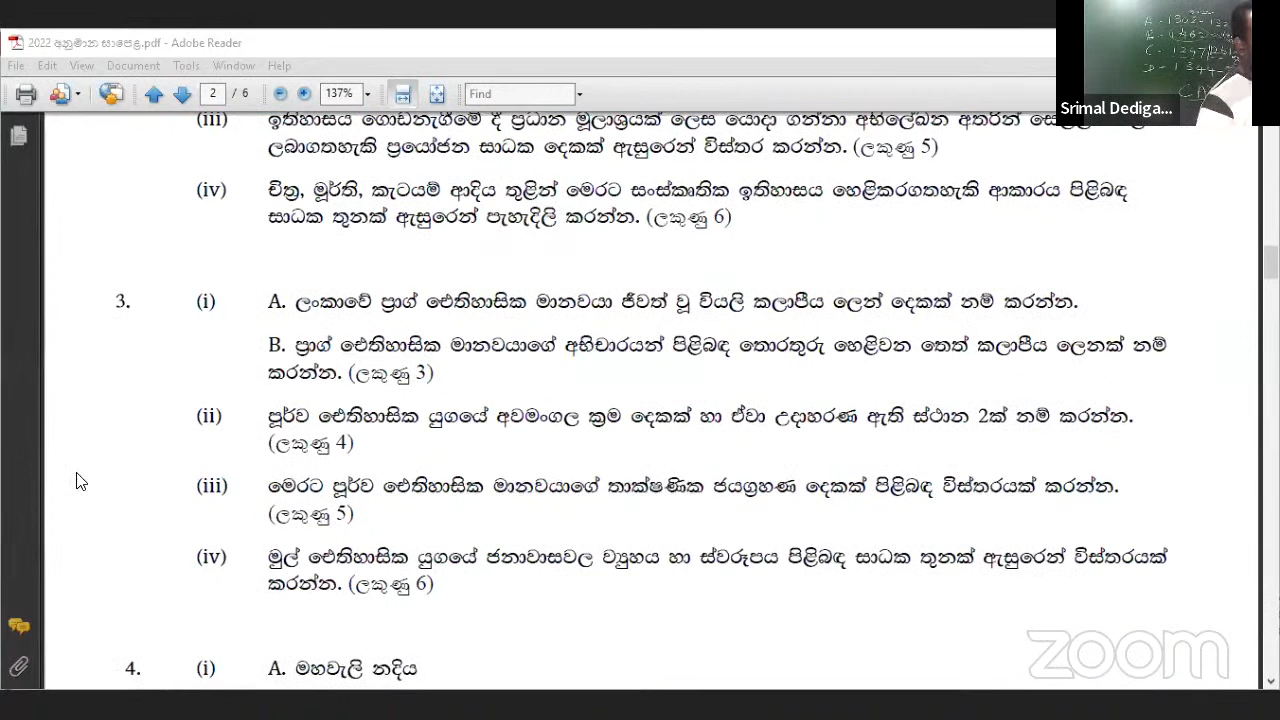 2022 අනුමාන සාපෙළ.pdf - Adobe Reader
File Edit View Document Tools Window Help
2 / 6 137% Find
Srimal Dediga...
(iii) ඉතිහාසය ගොඩනැගීමේ දී ප්‍රධාන මූලාශ්‍රයක් ලෙස යොදා ගන්නා අභිලේඛන අතරින්
ලබාගතහැකි ප්‍රයෝජන සාධක දෙකක් ඇසුරෙන් විස්තර කරන්න. (ලකුණු 5)
(iv) චිත්‍ර, මූර්ති, කැටයම් ආදිය තුළින් මෙරට සංස්කෘතික ඉතිහාසය හෙළිකරගතහැකි ආකාරය පිළිබඳ
සාධක තුනක් ඇසුරෙන් පැහැදිලි කරන්න. (ලකුණු 6)
3. (i) A. ලංකාවේ ප්‍රාග් ඓතිහාසික මානවයා ජීවත් වූ වියලි කලාපීය ලෙන් දෙකක් නම් කරන්න.
B. ප්‍රාග් ඓතිහාසික මානවයාගේ අභිචාරයන් පිළිබඳ තොරතුරු හෙළිවන තෙත් කලාපීය ලෙනක් නම්
කරන්න. (ලකුණු 3)
(ii) පූර්ව ඓතිහාසික යුගයේ අවමංගල ක්‍රම දෙකක් හා ඒවා උදාහරණ ඇති ස්ථාන 2ක් නම් කරන්න.
(ලකුණු 4)
(iii) මෙරට පූර්ව ඓතිහාසික මානවයාගේ තාක්ෂණික ජයග්‍රහණ දෙකක් පිළිබඳ විස්තරයක් කරන්න.
(ලකුණු 5)
(iv) මුල් ඓතිහාසික යුගයේ ජනාවාසවල ව්‍යුහය හා ස්වරූපය පිළිබඳ සාධක තුනක් ඇසුරෙන් විස්තරයක්
කරන්න. (ලකුණු 6)
4. (i) A. මහවැලි නදිය
zoom